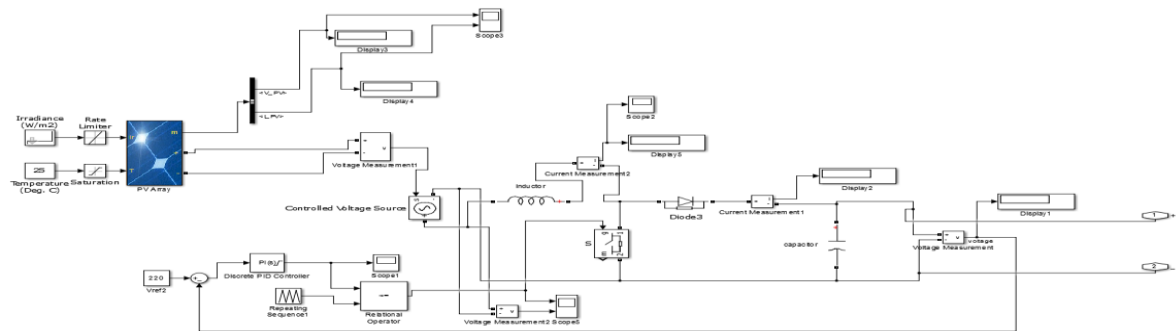 Scope3
Display3
<V_PV>
<I_PV>
Display4
Irradiance
(W/m2)
Rate
Limiter
Ir
m
T
25
Temperature
(Deg. C)
Saturation
PV Array
Voltage Measurement1
Controlled Voltage Source
Scope2
Display5
Current Measurement2
Inductor
Diode3
Current Measurement1
Display2
Display1
S
capacitor
voltage
Voltage Measurement
1
+
2
-
220
Vref2
PI(s)
Discrete PID Controller
Scope1
Repeating
Sequence1
Relational
Operator
Voltage Measurement2